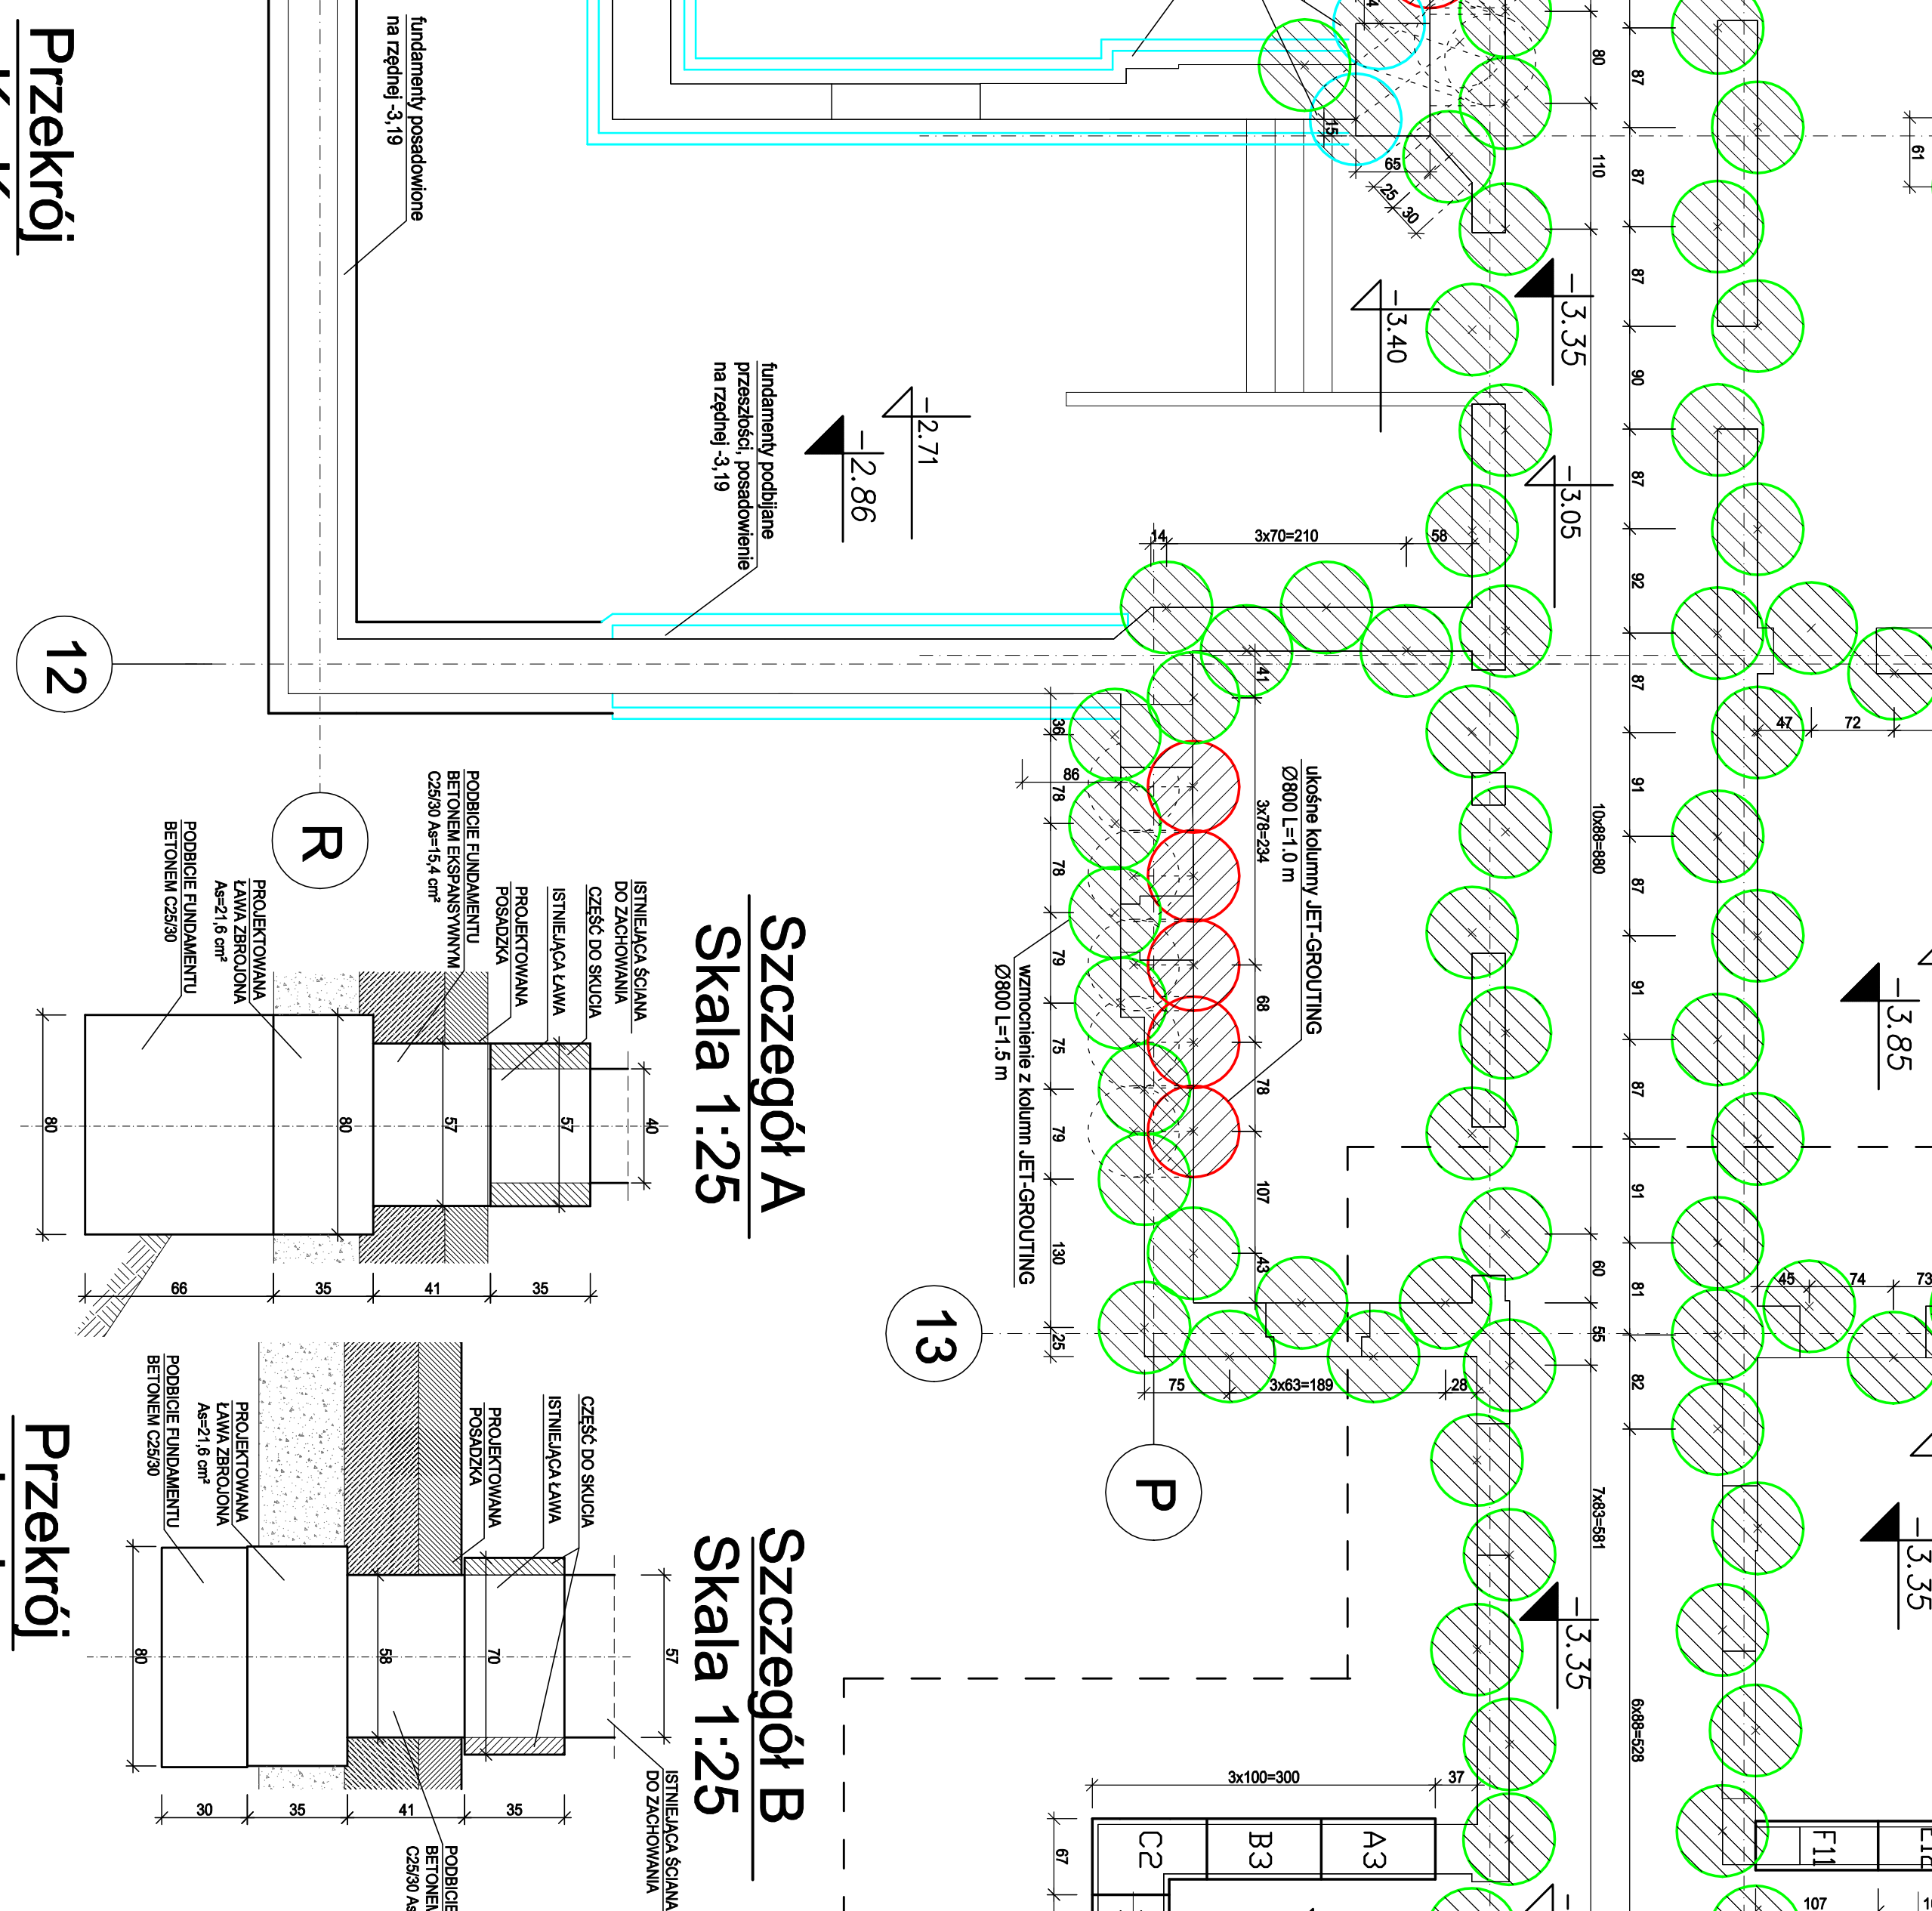 Przekrój
fundamenty posadowione
na rzędnej -3,19
fundamenty podbijane
przeszłości, posadowienie
na rzędnej -3,19
-2.71
-2.86
-3.40
-3.35
-3.05
-3.85
-3.35
-3.35
12
R
13
P
80
110
15
65
25
30
61
87
87
87
90
87
92
87
91
87
91
87
91
81
82
6x88=528
10x88=880
60
55
7x83=581
14
3x70=210
58
47
72
45
74
73
41
3x78=234
68
78
107
43
36
86
78
78
79
75
79
130
25
75
3x63=189
28
ukośne kolumny JET-GROUTING
Ø800 L=1.0 m
wzmocnienie z kolumn JET-GROUTING
Ø800 L=1.5 m
Szczegół A
Skala 1:25
ISTNIEJĄCA ŚCIANA
DO ZACHOWANIA
CZĘŚĆ DO SKUCIA
ISTNIEJĄCA ŁAWA
PROJEKTOWANA
POSADZKA
PODBICIE FUNDAMENTU
BETONEM EKSPANSYWNYM
C25/30 As=15,4 cm²
PROJEKTOWANA
ŁAWA ZBROJONA
As=21,6 cm²
PODBICIE FUNDAMENTU
BETONEM C25/30
40
57
57
80
80
66
35
41
35
Szczegół B
Skala 1:25
CZĘŚĆ DO SKUCIA
ISTNIEJĄCA ŁAWA
PROJEKTOWANA
POSADZKA
PROJEKTOWANA
ŁAWA ZBROJONA
As=21,6 cm²
PODBICIE FUNDAMENTU
BETONEM C25/30
ISTNIEJĄCA ŚCIANA
DO ZACHOWANIA
PODBICIE
BETONEM
C25/30 As
57
70
58
80
30
35
41
35
Przekrój
3x100=300
37
67
C2
B3
A3
F11
107